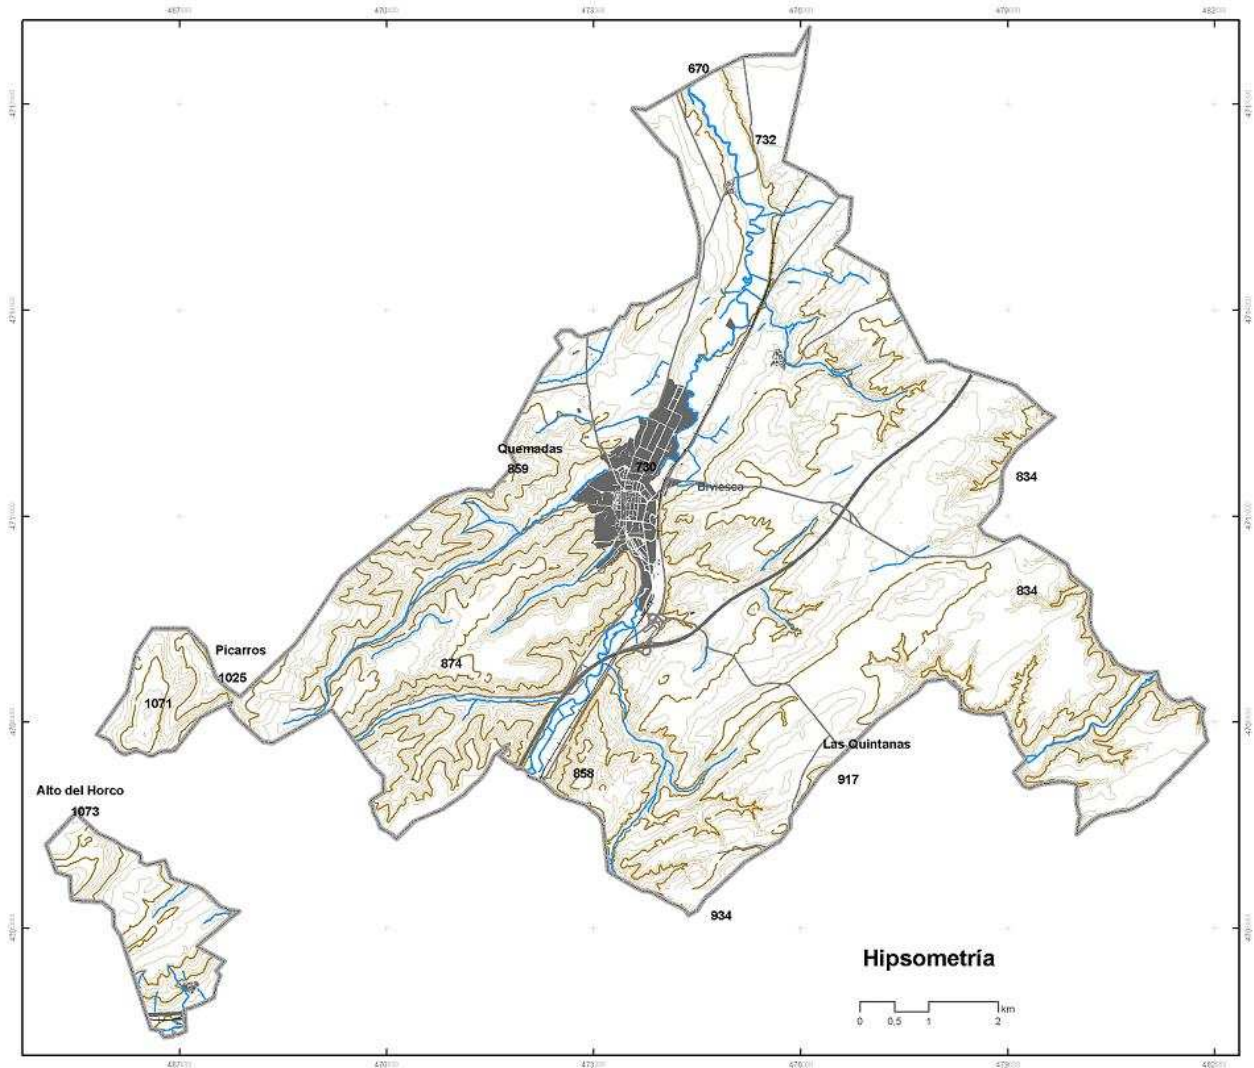 670
732
Quemadas
859
730
Briviesca
834
834
Picarros
1025
874
1071
Las Quintanas
858
917
Alto del Horco
1073
934
Hipsometría
km
0 0,5 1 2